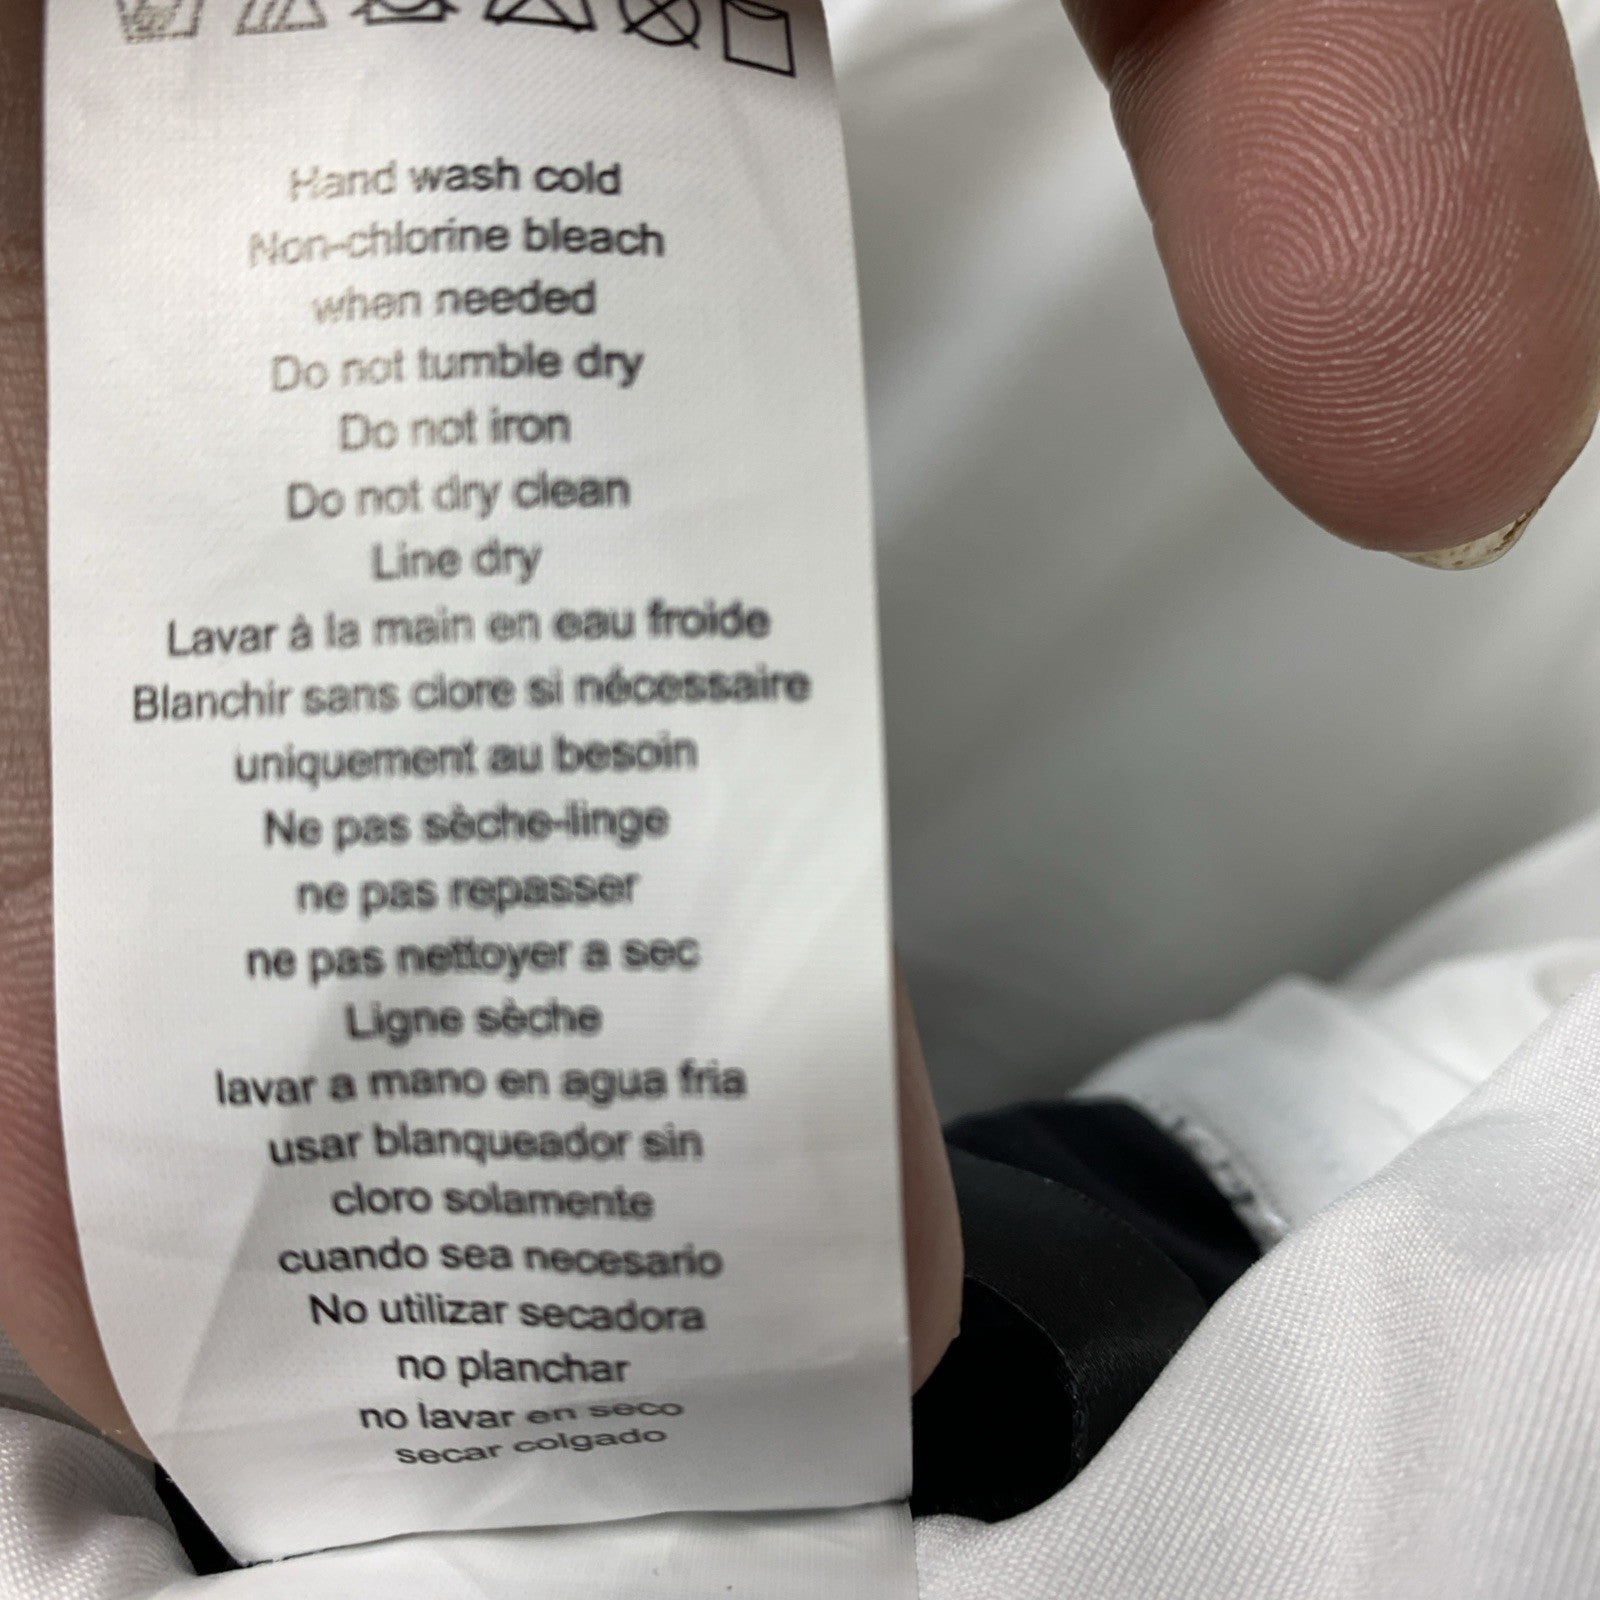 Hand wash cold
Non-chlorine bleach
when needed
Do not tumble dry
Do not iron
Do not dry clean
Line dry
Lavar à la main en eau froide
Blanchir sans clore si nécessaire
uniquement au besoin
Ne pas sèche-linge
ne pas repasser
ne pas nettoyer a sec
Ligne sèche
lavar a mano en agua fria
usar blanqueador sin
cloro solamente
cuando sea necesario
No utilizar secadora
no planchar
no lavar en seco
secar colgado